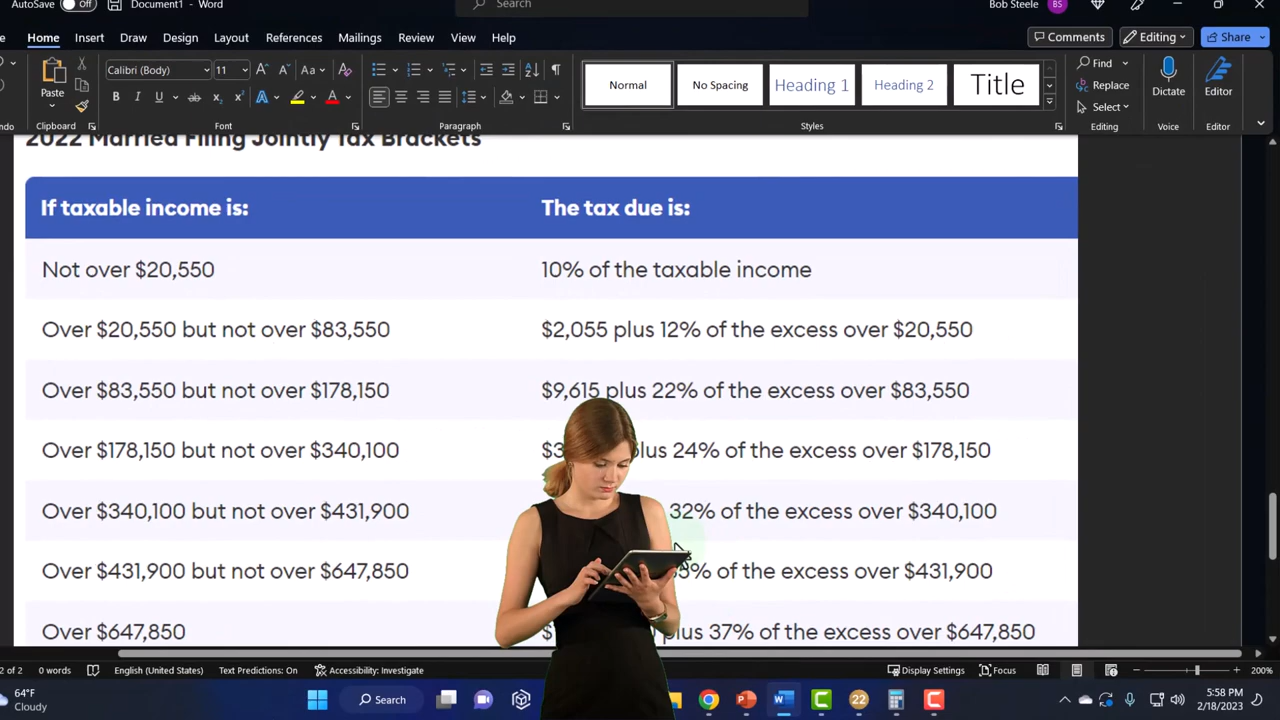 AutoSave Off Document1 - Word Search Bob Steele BS
Home Insert Draw Design Layout References Mailings Review View Help Comments Editing Share
Calibri (Body) 11 Aa
Paste
B I U ab x₂ x² A A
Normal
No Spacing
Heading 1
Heading 2
Title
Find
Replace
Select
Dictate
Editor
Clipboard Font Paragraph Styles Editing Voice Editor
2022 Married Filing Jointly Tax Brackets
If taxable income is: The tax due is:
Not over $20,550 10% of the taxable income
Over $20,550 but not over $83,550 $2,055 plus 12% of the excess over $20,550
Over $83,550 but not over $178,150 $9,615 plus 22% of the excess over $83,550
Over $178,150 but not over $340,100 24% of the excess over $178,150
Over $340,100 but not over $431,900 32% of the excess over $340,100
Over $431,900 but not over $647,850 of the excess over $431,900
Over $647,850 plus 37% of the excess over $647,850
2 of 2 0 words English (United States) Text Predictions: On Accessibility: Investigate Display Settings Focus 200%
64°F
Cloudy
Search
22
5:58 PM
2/18/2023